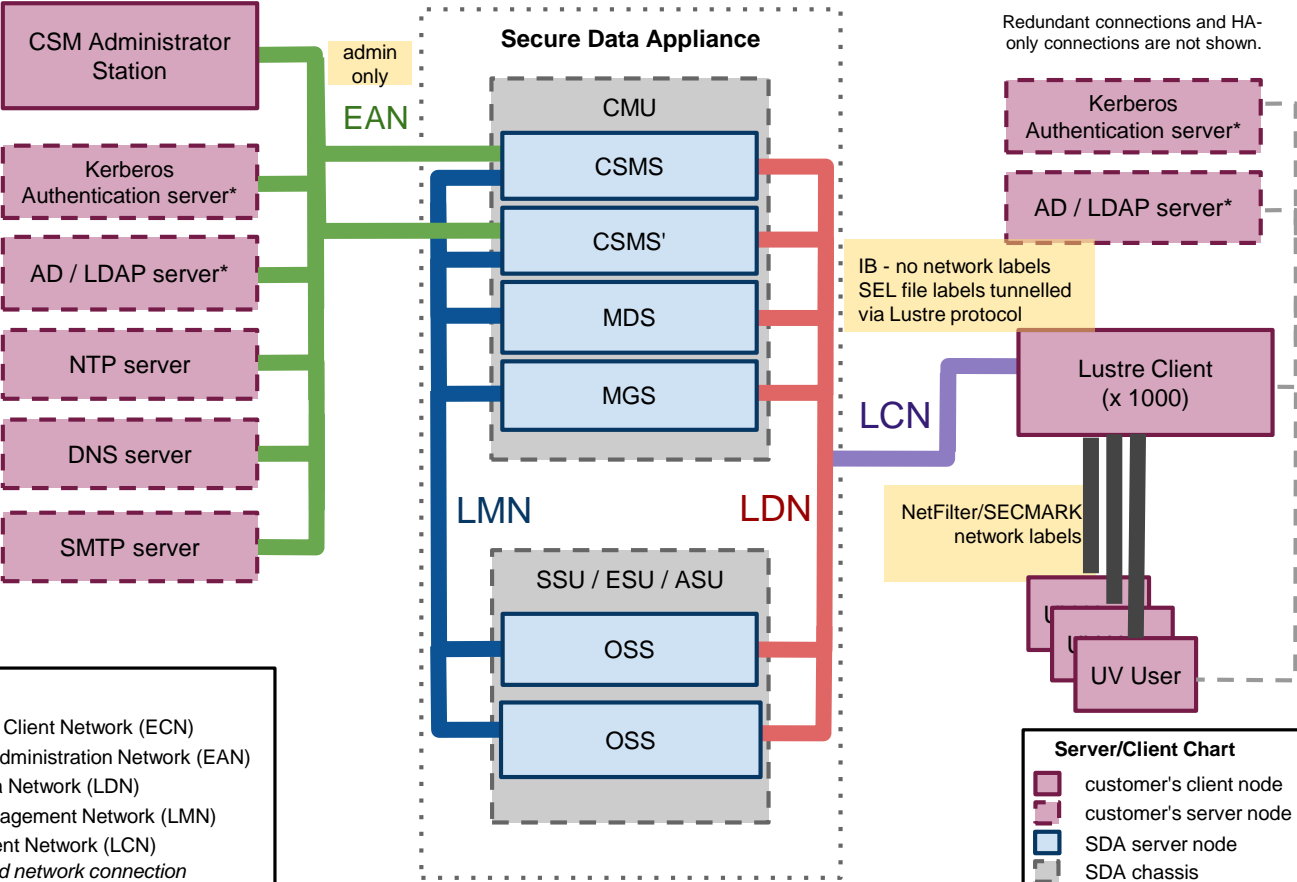 CSM Administrator
Station
Kerberos
Authentication server*
AD / LDAP server*
NTP server
DNS server
SMTP server
admin
only
EAN
Secure Data Appliance
CMU
CSMS
CSMS'
MDS
MGS
LMN
LDN
SSU / ESU / ASU
OSS
OSS
Redundant connections and HA-
only connections are not shown.
Kerberos
Authentication server*
AD / LDAP server*
IB - no network labels
SEL file labels tunnelled
via Lustre protocol
Lustre Client
(x 1000)
LCN
NetFilter/SECMARK
network labels
UV User
Client Network (ECN)
dministration Network (EAN)
Network (LDN)
agement Network (LMN)
ent Network (LCN)
d network connection
Server/Client Chart
customer's client node
customer's server node
SDA server node
SDA chassis